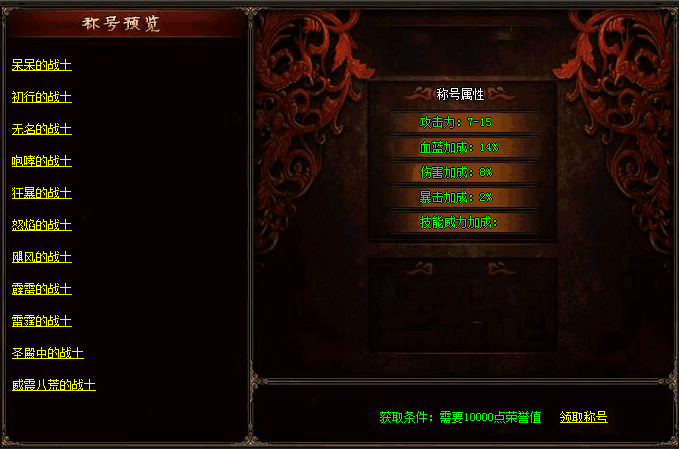 称号预览
呆呆的战士
初行的战士
无名的战士
咆哮的战士
狂暴的战士
怒焰的战士
飓风的战士
霹雷的战士
雷霆的战士
圣殿中的战士
威震八荒的战士
称号属性
攻击力: 7-15
血蓝加成: 14%
伤害加成: 6%
暴击加成: 2%
技能威力加成:
获取条件: 需要10000点荣誉值 领取称号